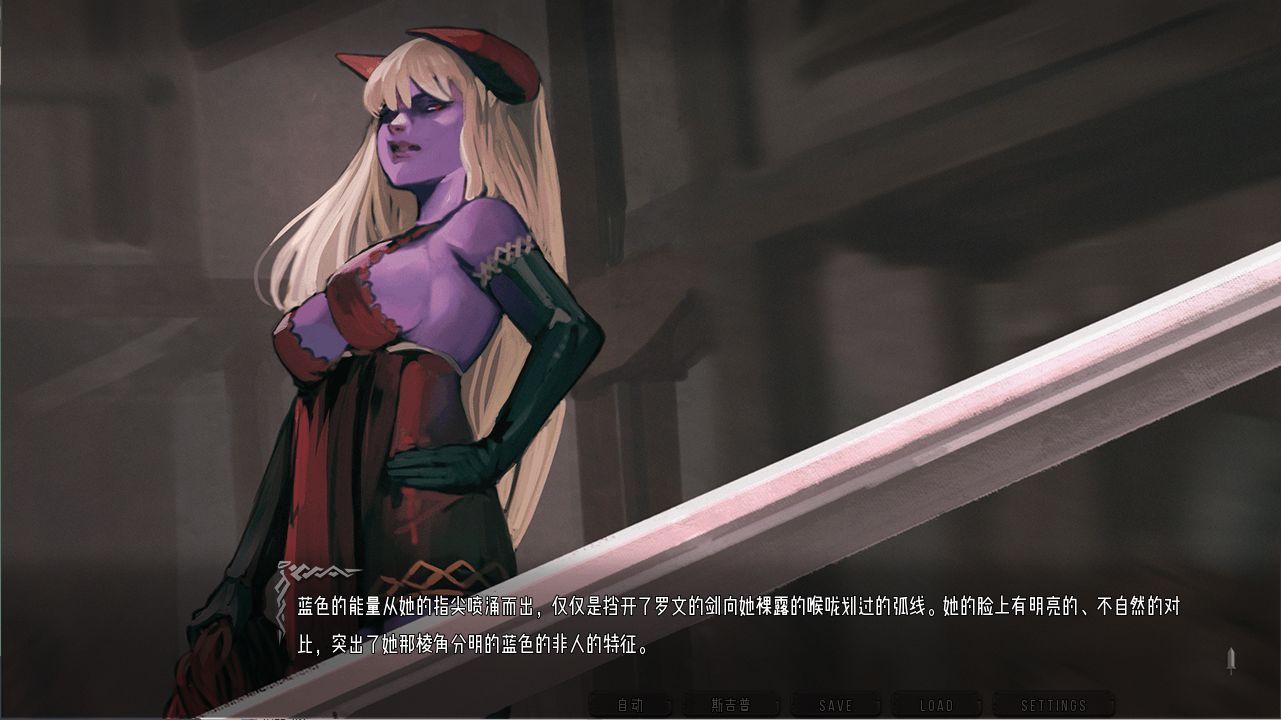 蓝色的能量从她的指尖喷涌而出，仅仅是挡开了罗文的剑向她裸露的喉咙划过的弧线。她的脸上有明亮的、不自然的对
比，突出了她那棱角分明的蓝色的非人的特征。
自动 斯吉普 SAVE LOAD SETTINGS